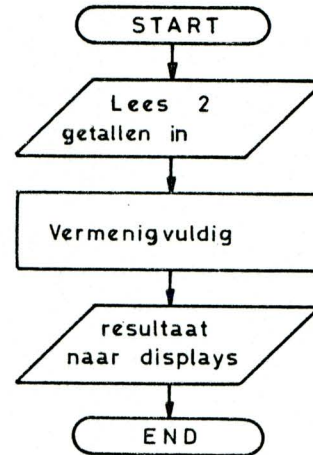 START
Lees 2
getallen in
Vermenigvuldig
resultaat
naar displays
END